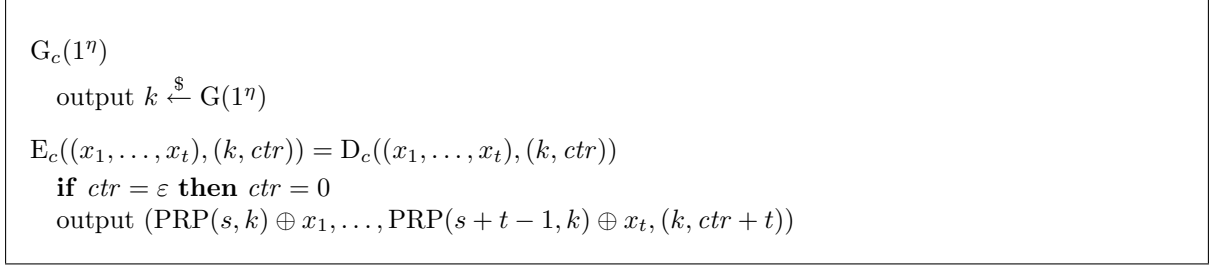 G_c(1^η)
output k ←$ G(1^η)
E_c((x_1, . . . , x_t), (k, ctr)) = D_c((x_1, . . . , x_t), (k, ctr))
if ctr = ε then ctr = 0
output (PRP(s, k) ⊕ x_1, . . . , PRP(s + t − 1, k) ⊕ x_t, (k, ctr + t))